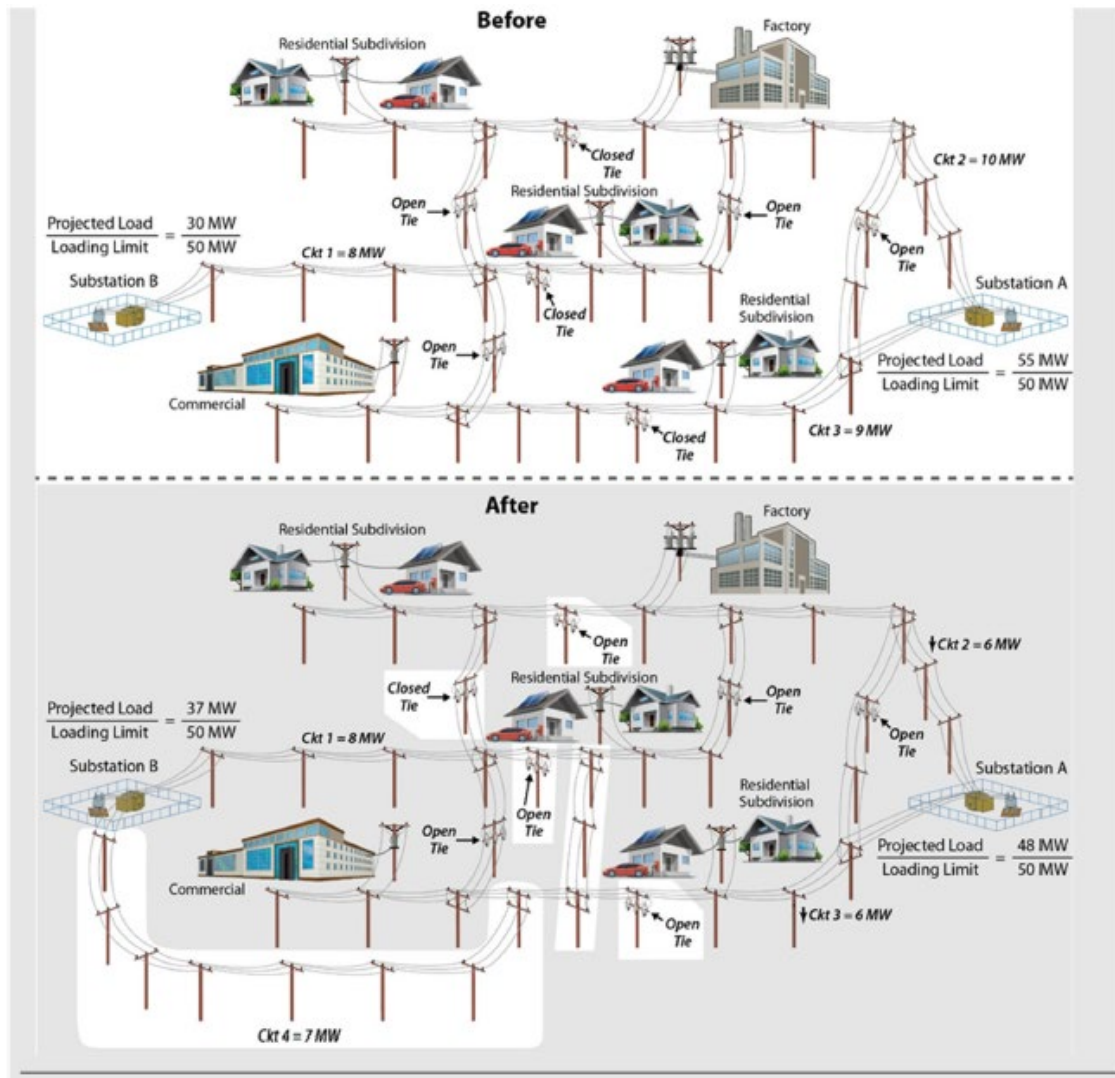 Before
Residential Subdivision
Factory
Closed
Tie
Ckt 2 = 10 MW
Open
Tie
Residential Subdivision
Open
Tie
Open
Tie
Projected Load
Loading Limit
=
30 MW
50 MW
Ckt 1 = 8 MW
Substation B
Closed
Tie
Substation A
Residential
Subdivision
Open
Tie
Commercial
Projected Load
Loading Limit
=
55 MW
50 MW
Closed
Tie
Ckt 3 = 9 MW
After
Residential Subdivision
Factory
Open
Tie
Ckt 2 = 6 MW
Closed
Tie
Residential Subdivision
Open
Tie
Open
Tie
Projected Load
Loading Limit
=
37 MW
50 MW
Ckt 1 = 8 MW
Substation B
Open
Tie
Substation A
Residential
Subdivision
Open
Tie
Commercial
Projected Load
Loading Limit
=
48 MW
50 MW
Open
Tie
Ckt 3 = 6 MW
Ckt 4 = 7 MW